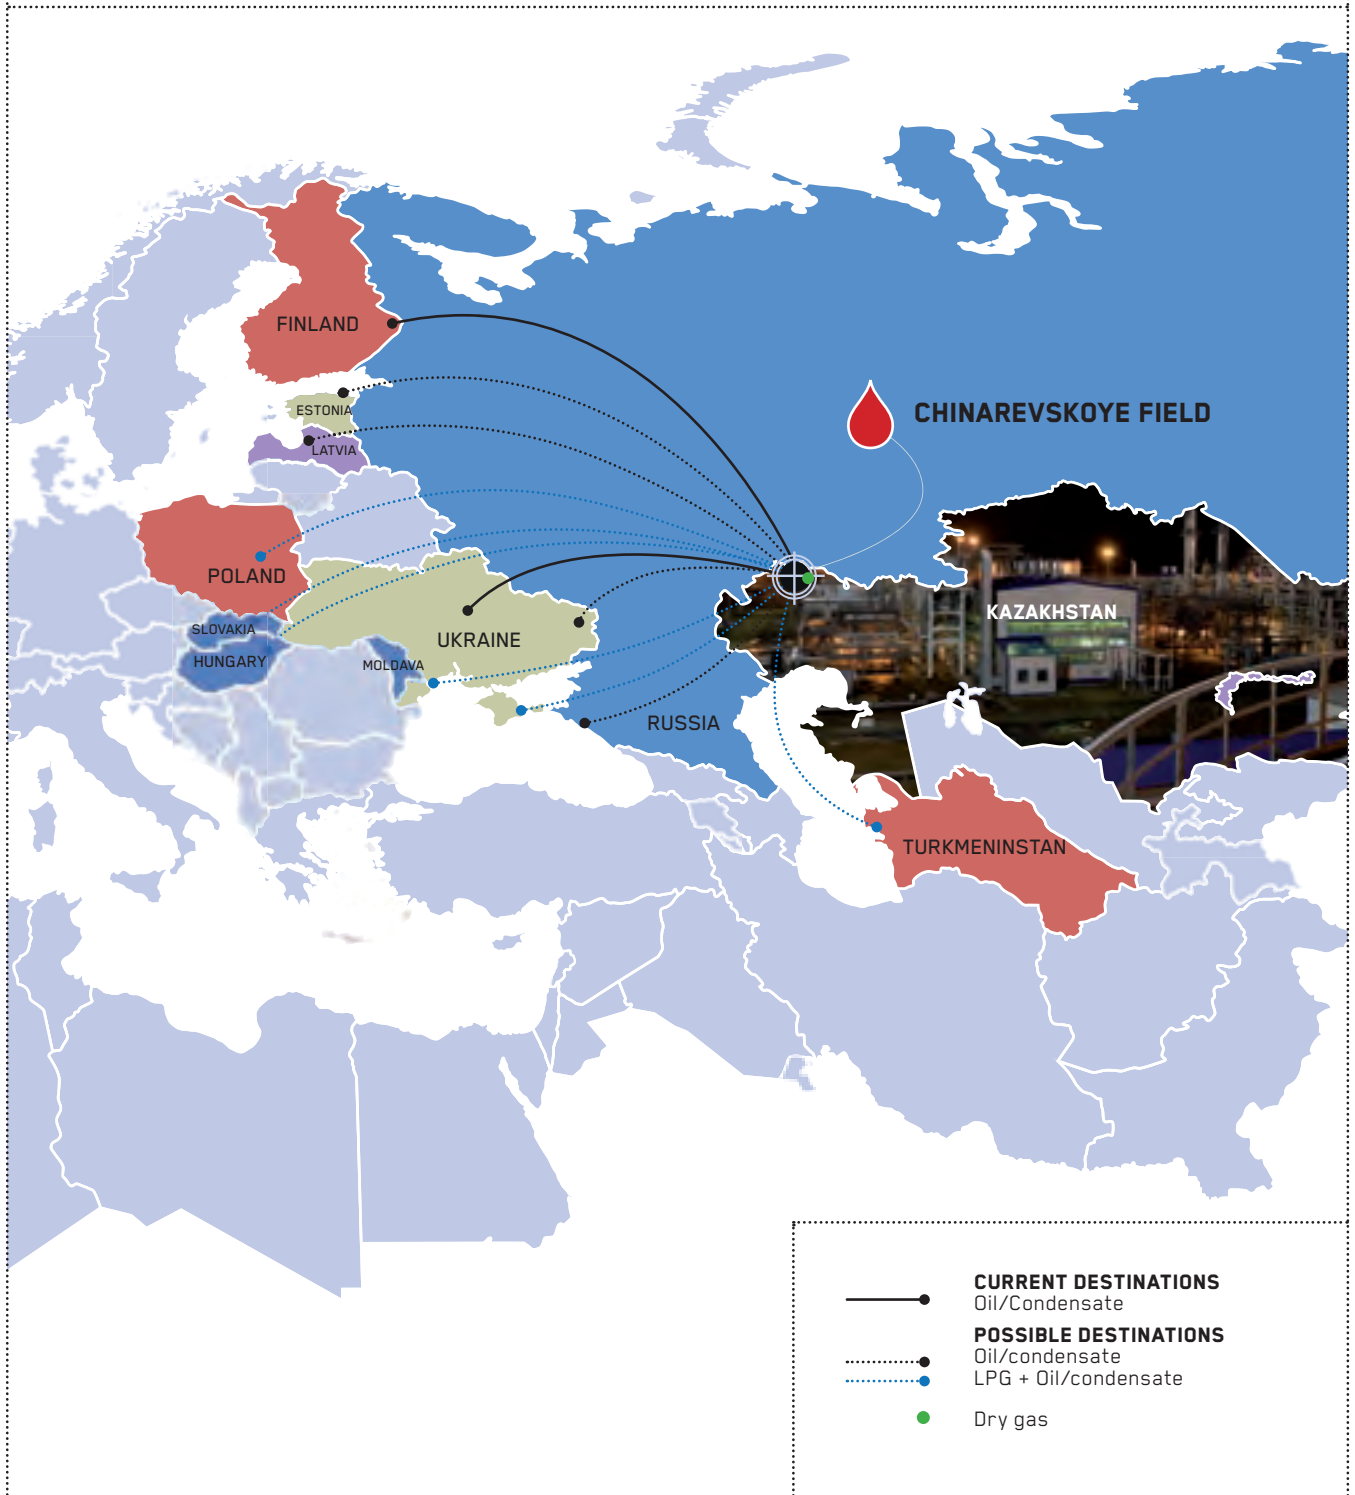 FINLAND
ESTONIA
LATVIA
CHINAREVSKOYE FIELD
POLAND
KAZAKHSTAN
SLOVAKIA
UKRAINE
HUNGARY
MOLDAVA
RUSSIA
TURKMENINSTAN
CURRENT DESTINATIONS
Oil/Condensate
POSSIBLE DESTINATIONS
Oil/condensate
LPG + Oil/condensate
Dry gas